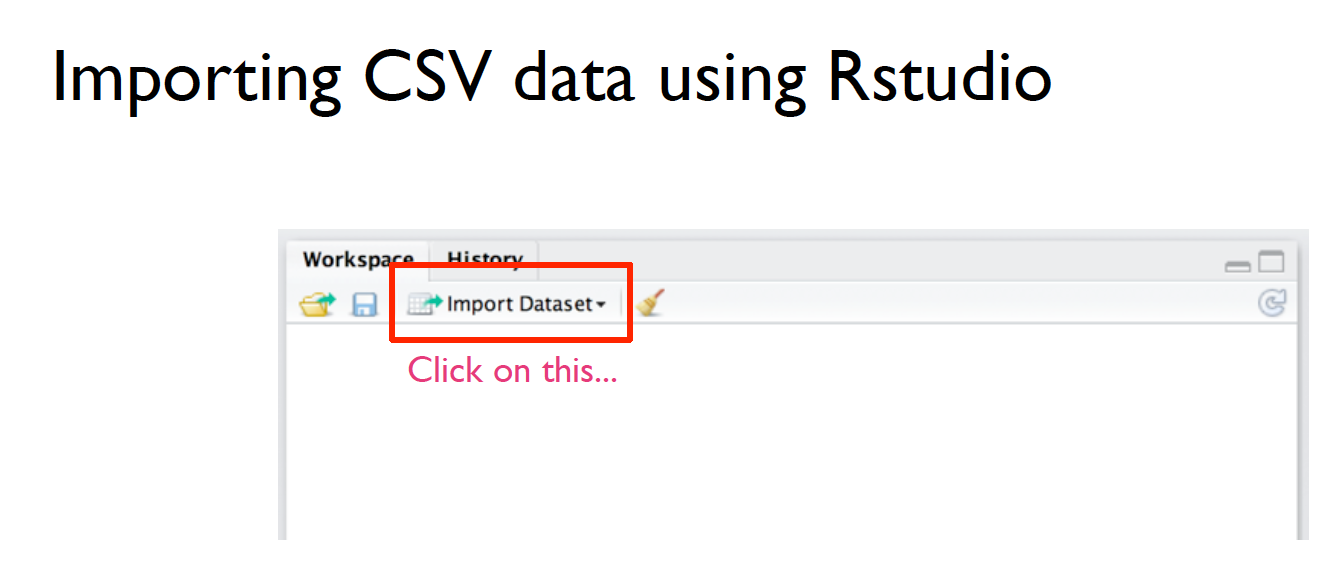 Importing CSV data using Rstudio
Workspace History
Import Dataset
Click on this...